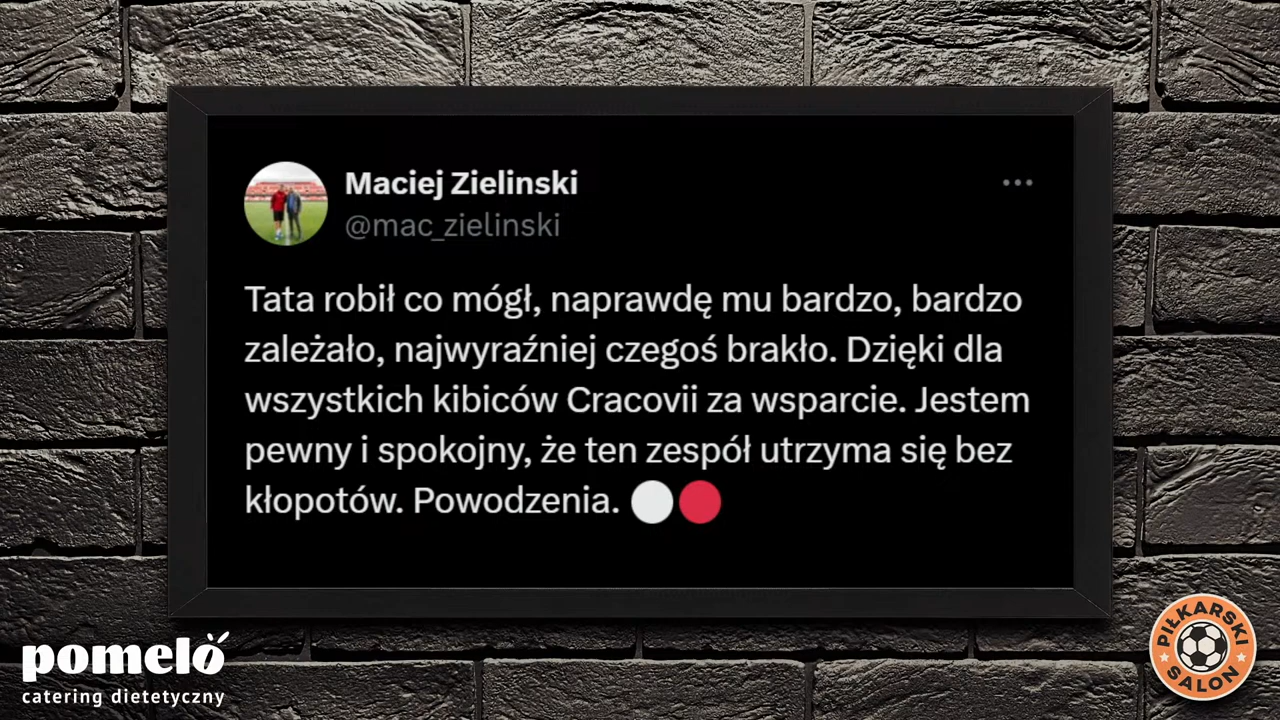 Maciej Zielinski
@mac_zielinski
Tata robił co mógł, naprawdę mu bardzo, bardzo
zależało, najwyraźniej czegoś brakło. Dzięki dla
wszystkich kibiców Cracovii za wsparcie. Jestem
pewny i spokojny, że ten zespół utrzyma się bez
kłopotów. Powodzenia.
pomelo
catering dietetyczny
PIŁKARSKI
SALON